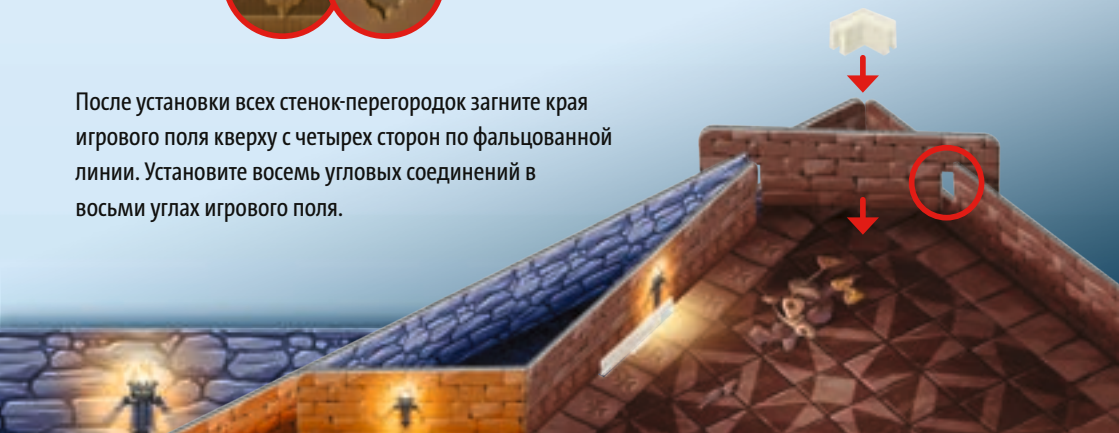 После установки всех стенок-перегородок загните края
игрового поля кверху с четырех сторон по фальцованной
линии. Установите восемь угловых соединений в
восьми углах игрового поля.